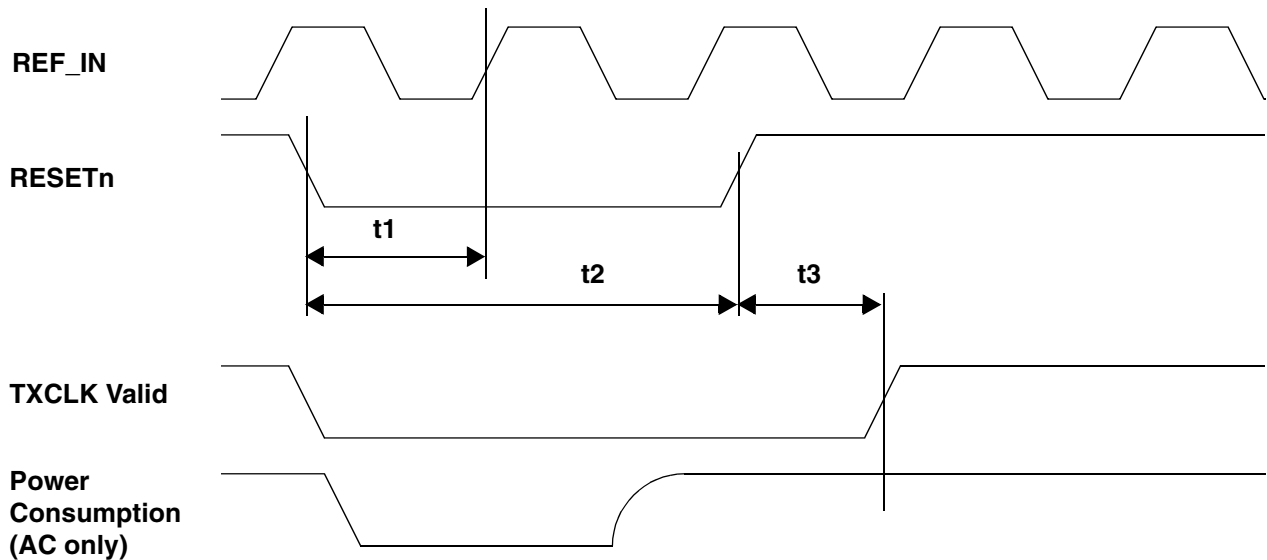 REF_IN
RESETn
t1
t2
t3
TXCLK Valid
Power
Consumption
(AC only)